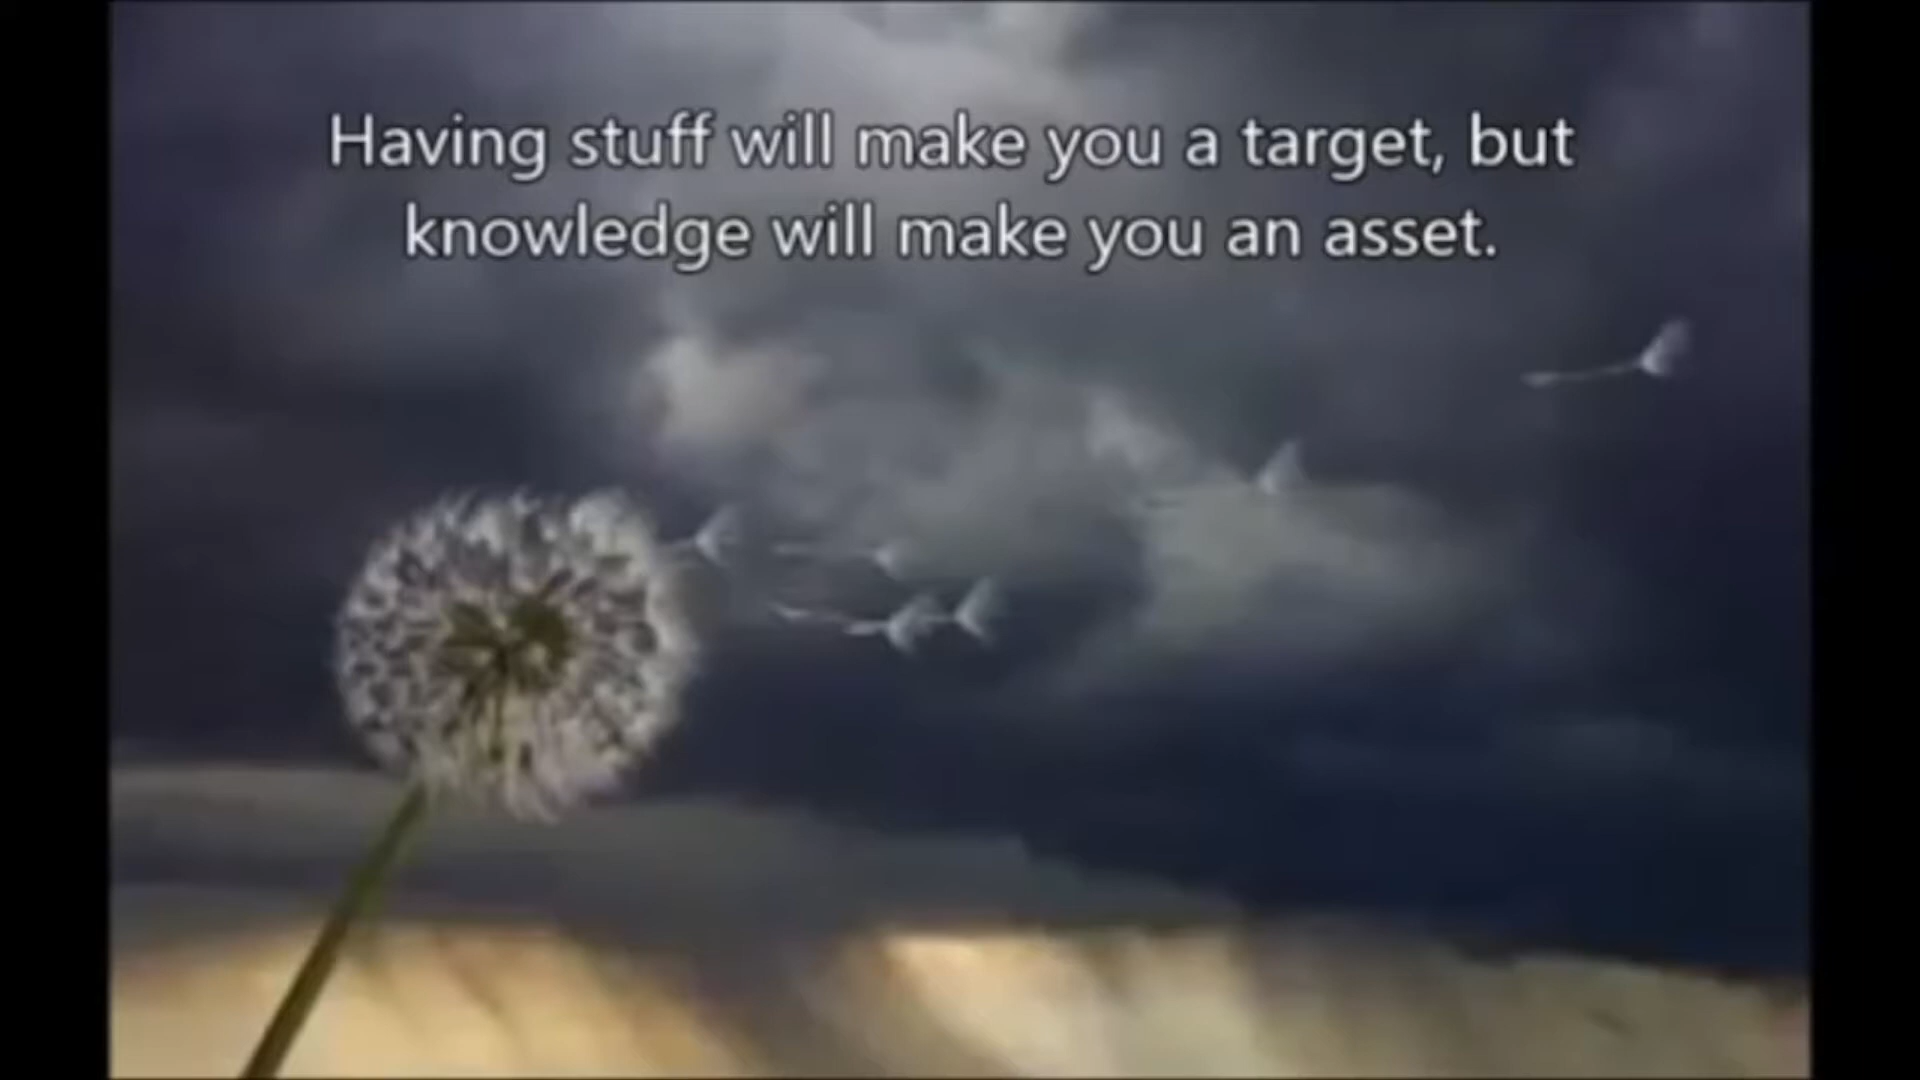 Having stuff will make you a target, but
knowledge will make you an asset.